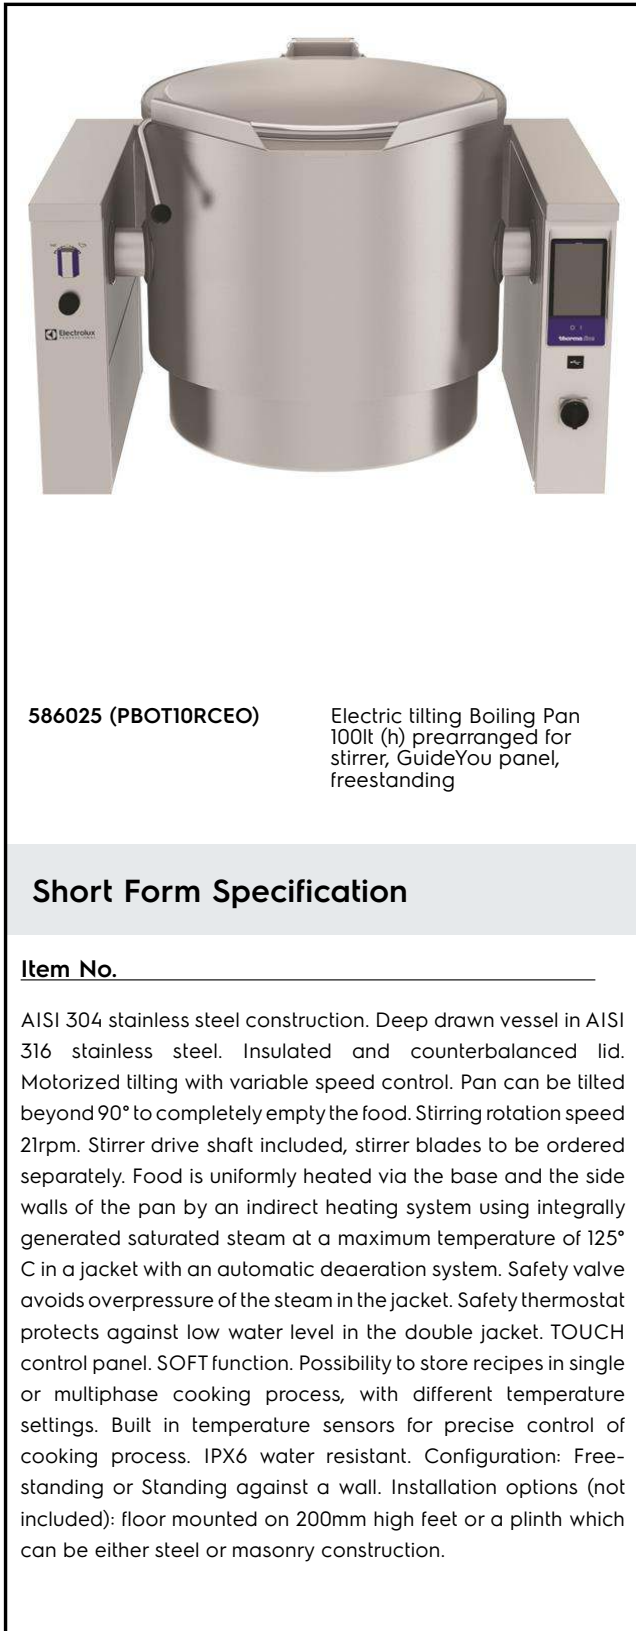 Electrolux
PROFESSIONAL
thermaline
586025 (PBOT10RCEO)
Electric tilting Boiling Pan
100lt (h) prearranged for
stirrer, GuideYou panel,
freestanding
Short Form Specification
Item No.
AISI 304 stainless steel construction. Deep drawn vessel in AISI
316 stainless steel. Insulated and counterbalanced lid.
Motorized tilting with variable speed control. Pan can be tilted
beyond 90° to completely empty the food. Stirring rotation speed
21rpm. Stirrer drive shaft included, stirrer blades to be ordered
separately. Food is uniformly heated via the base and the side
walls of the pan by an indirect heating system using integrally
generated saturated steam at a maximum temperature of 125°
C in a jacket with an automatic deaeration system. Safety valve
avoids overpressure of the steam in the jacket. Safety thermostat
protects against low water level in the double jacket. TOUCH
control panel. SOFT function. Possibility to store recipes in single
or multiphase cooking process, with different temperature
settings. Built in temperature sensors for precise control of
cooking process. IPX6 water resistant. Configuration: Free-
standing or Standing against a wall. Installation options (not
included): floor mounted on 200mm high feet or a plinth which
can be either steel or masonry construction.